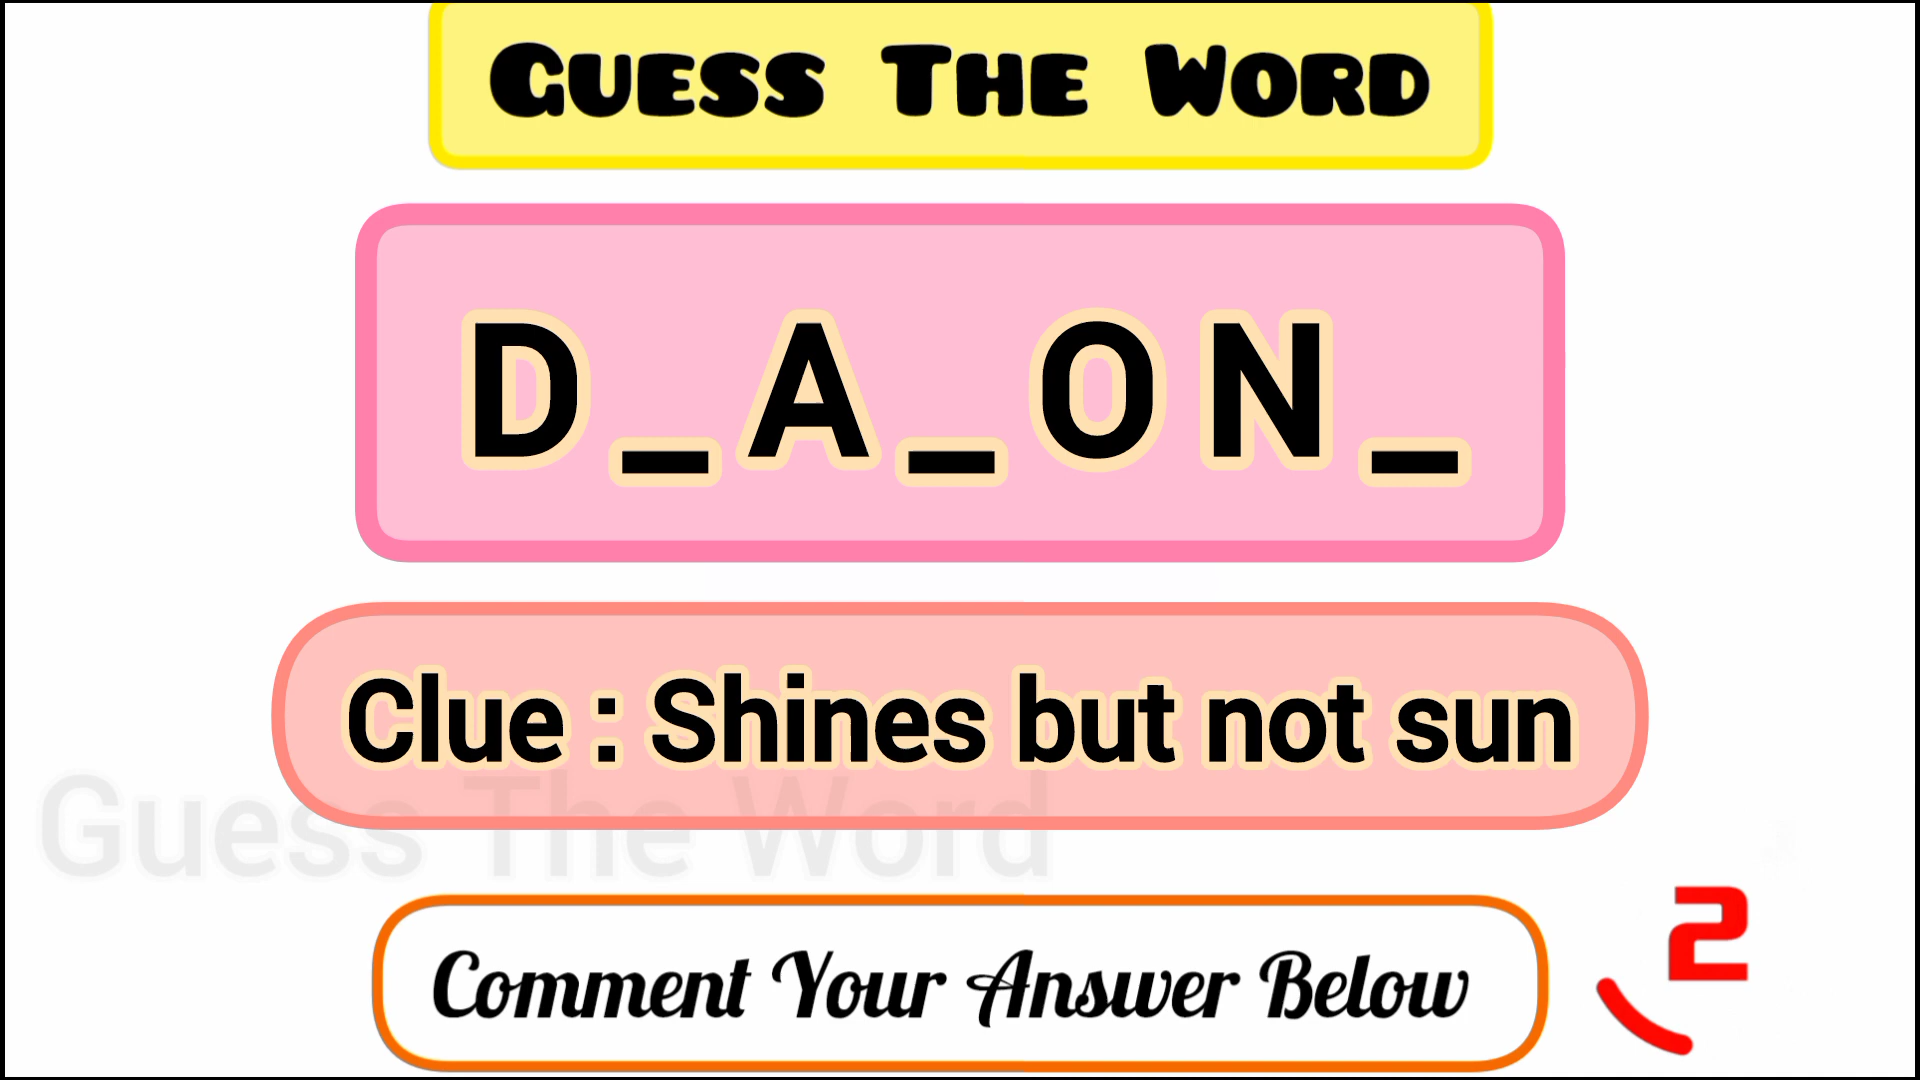 Guess The Word
D_A_ON_
Clue : Shines but not sun
Guess The Word
Comment Your Answer Below
2